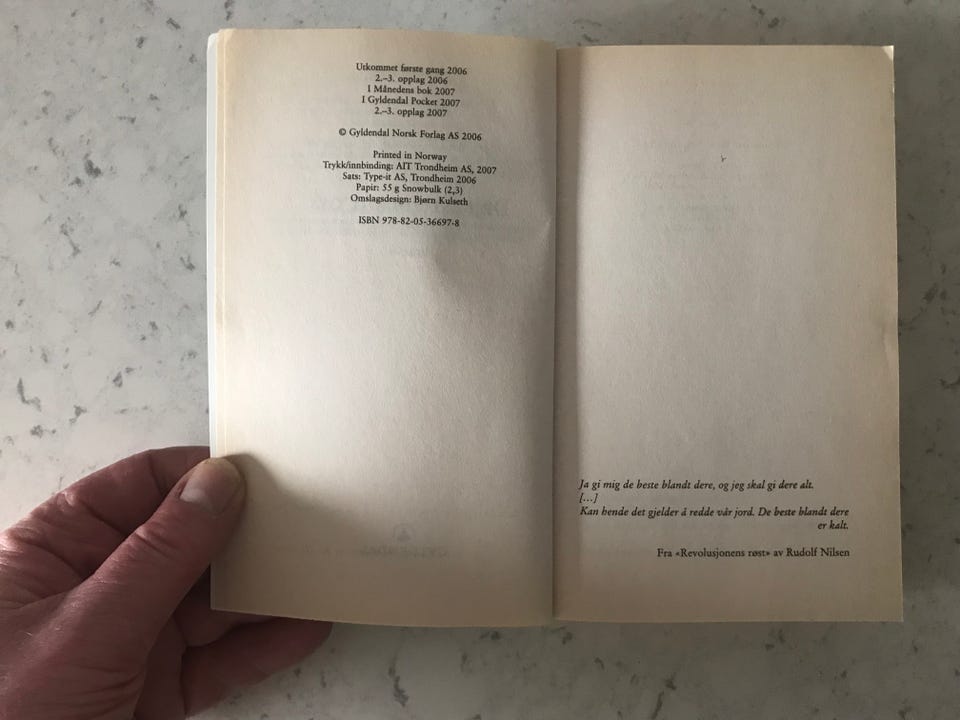 Utkommet første gang 2006
2.–3. opplag 2006
I Månedens bok 2007
I Gyldendal Pocket 2007
2.–3. opplag 2007
© Gyldendal Norsk Forlag AS 2006
Printed in Norway
Trykk/innbinding: AIT Trondheim AS, 2007
Sats: Type-it AS, Trondheim 2006
Papir: 55 g Snowbulk (2,3)
Omslagsdesign: Bjørn Kulseth
ISBN 978-82-05-36697-8
Ja gi mig de beste blandt dere, og jeg skal gi dere alt.
[...]
Kan hende det gjelder å redde vår jord. De beste blandt dere
er kalt.
Fra «Revolusjonens røst» av Rudolf Nilsen